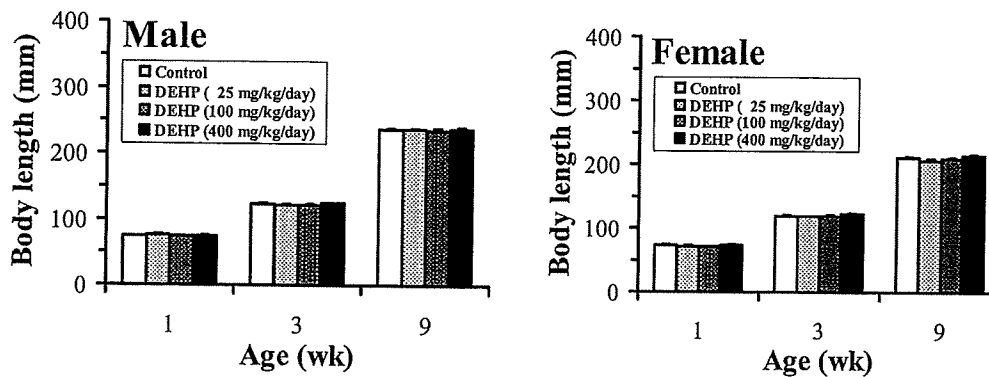 Male
Control
DEHP ( 25 mg/kg/day)
DEHP (100 mg/kg/day)
DEHP (400 mg/kg/day)
Body length (mm)
400
300
200
100
0
1 3 9
Age (wk)
Female
Control
DEHP ( 25 mg/kg/day)
DEHP (100 mg/kg/day)
DEHP (400 mg/kg/day)
Body length (mm)
400
300
200
100
0
1 3 9
Age (wk)